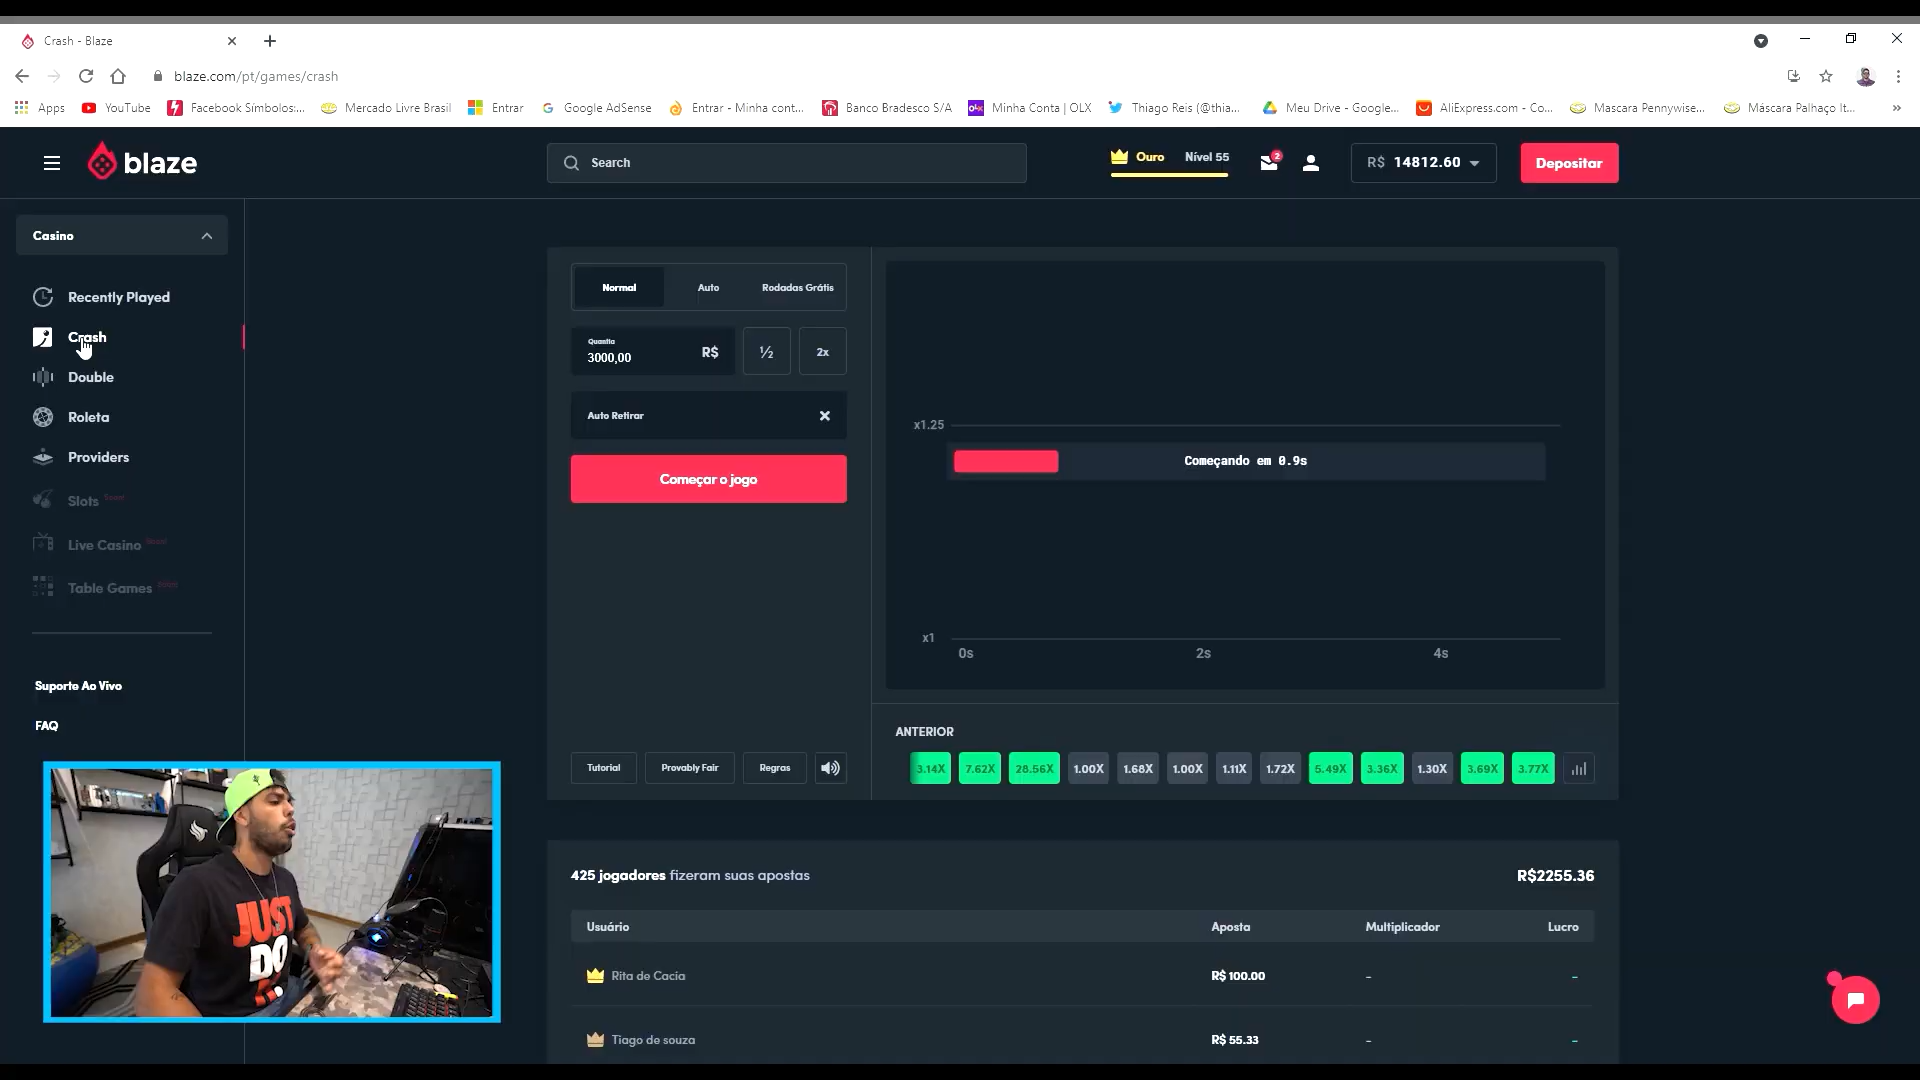 Crash - Blaze
blaze.com/pt/games/crash
Apps YouTube Facebook Símbolos:... Mercado Livre Brasil Entrar Google AdSense Entrar - Minha cont... Banco Bradesco S/A Minha Conta | OLX Thiago Reis (@thia... Meu Drive - Google... AliExpress.com - Co... Mascara Pennywise... Máscara Palhaço It... »
blaze
Search
Ouro Nível 55
2
R$ 14812.60
Depositar
Casino
Recently Played
Crash
Double
Roleta
Providers
Slots Soon!
Live Casino Soon!
Table Games Soon!
Suporte Ao Vivo
FAQ
Normal Auto Rodadas Grátis
Quantia
3000,00 R$ ½ 2x
Auto Retirar
Começar o jogo
Tutorial Provably Fair Regras
x1.25
Começando em 0.9s
x1
0s 2s 4s
ANTERIOR
3.14X 7.62X 28.56X 1.00X 1.68X 1.00X 1.11X 1.72X 5.49X 3.36X 1.30X 3.69X 3.77X
425 jogadores fizeram suas apostas R$2255.36
Usuário Aposta Multiplicador Lucro
Rita de Cacia R$ 100.00 - -
Tiago de souza R$ 55.33 - -
JUST
DO